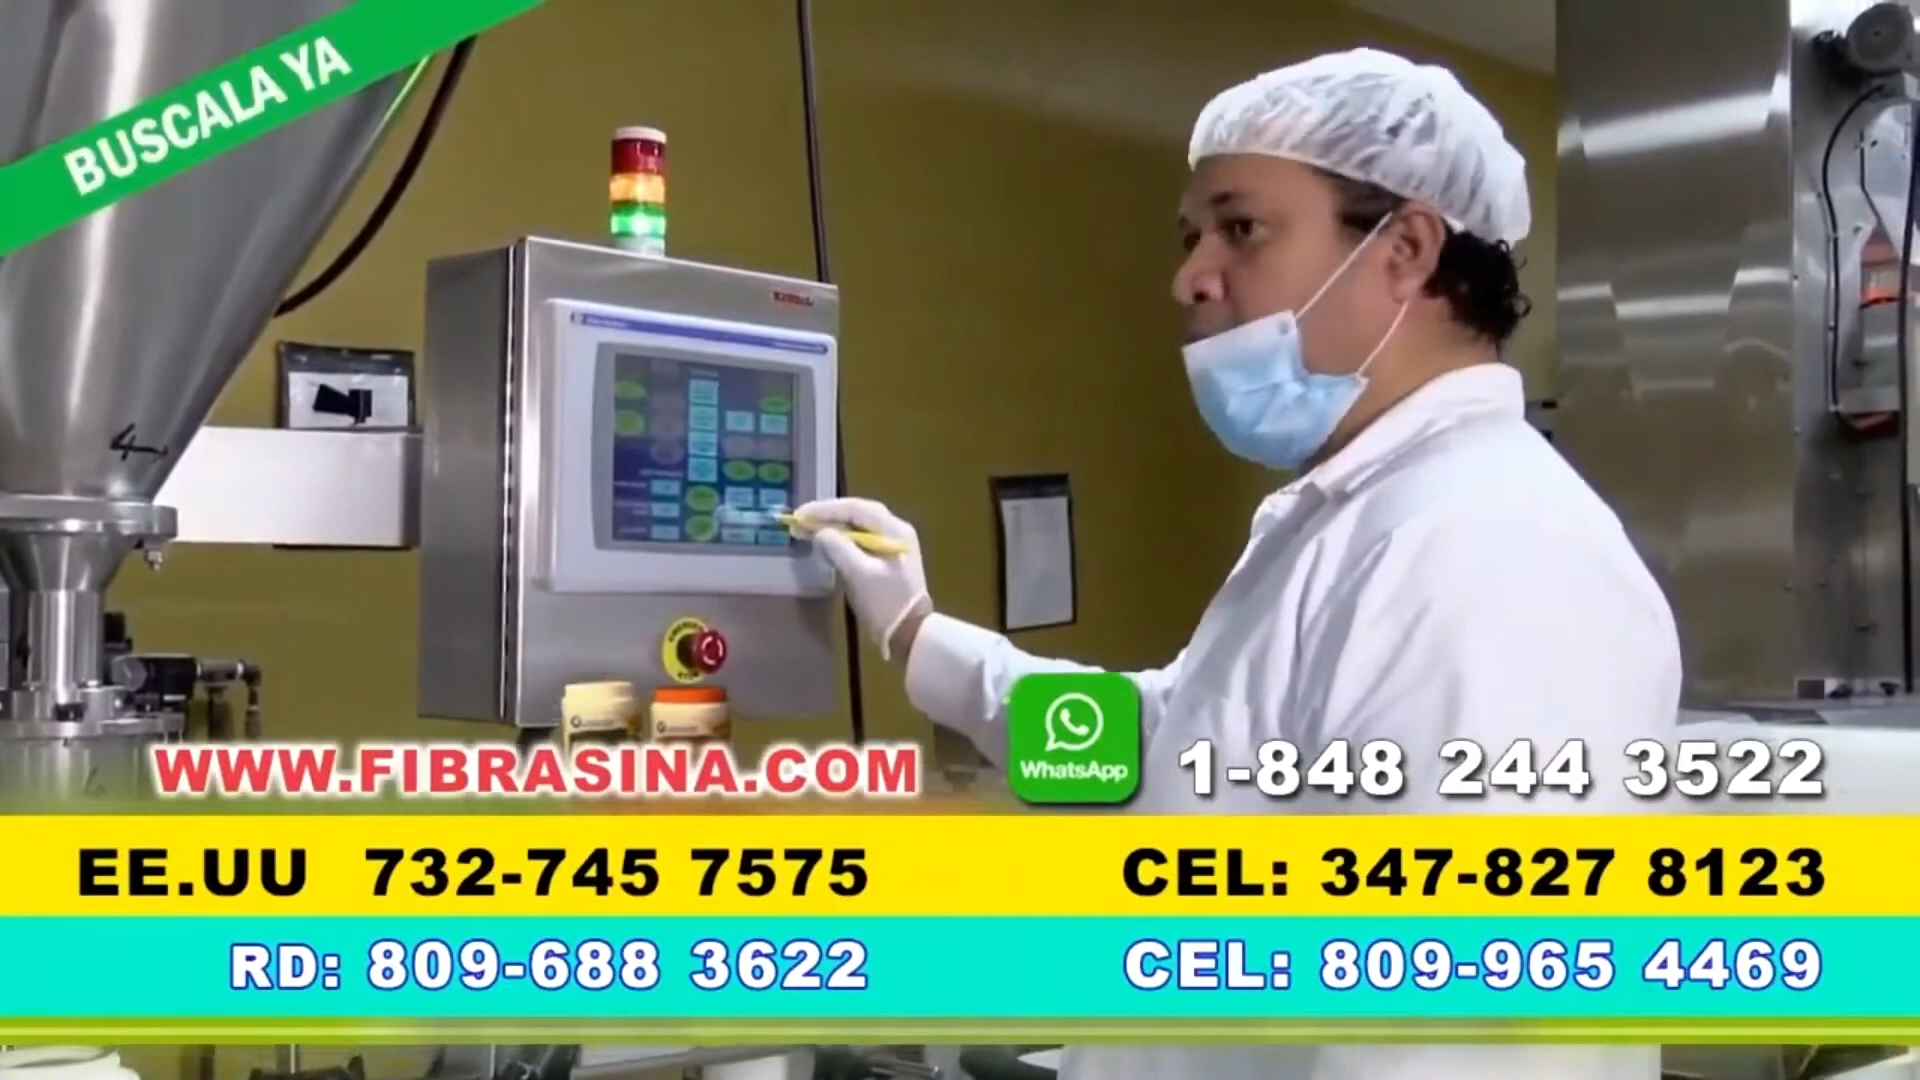 BUSCALA YA
WWW.FIBRASINA.COM
WhatsApp
1-848 244 3522
EE.UU 732-745 7575
CEL: 347-827 8123
RD: 809-688 3622
CEL: 809-965 4469